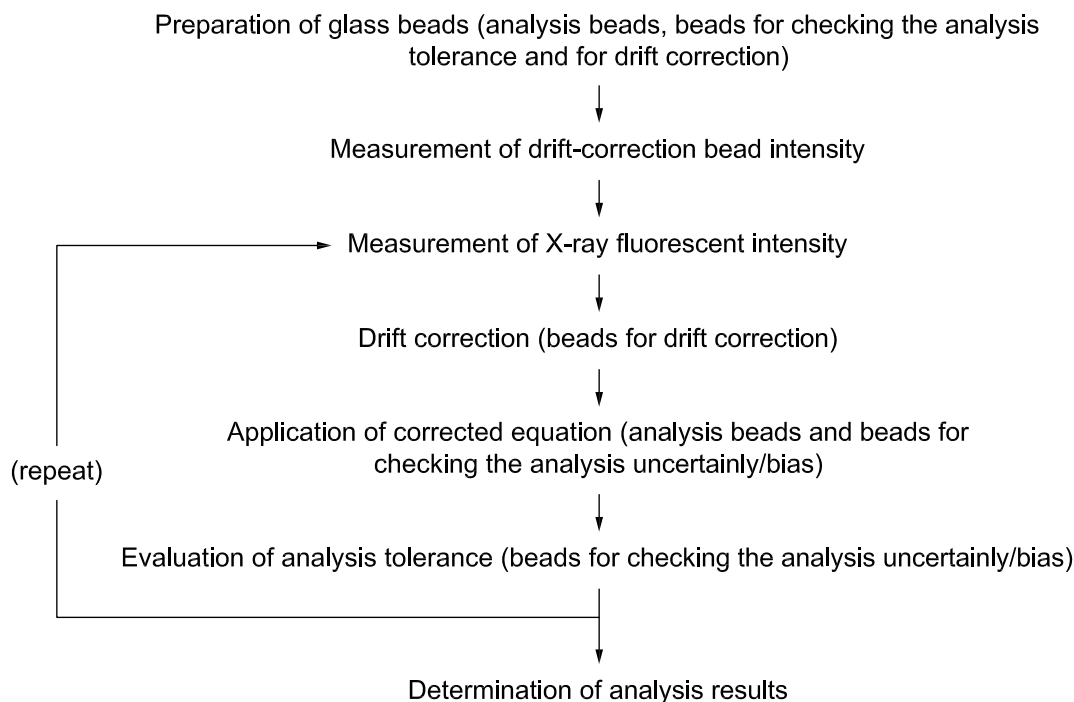 Preparation of glass beads (analysis beads, beads for checking the analysis
tolerance and for drift correction)
Measurement of drift-correction bead intensity
Measurement of X-ray fluorescent intensity
Drift correction (beads for drift correction)
Application of corrected equation (analysis beads and beads for
checking the analysis uncertainly/bias)
(repeat)
Evaluation of analysis tolerance (beads for checking the analysis uncertainly/bias)
Determination of analysis results